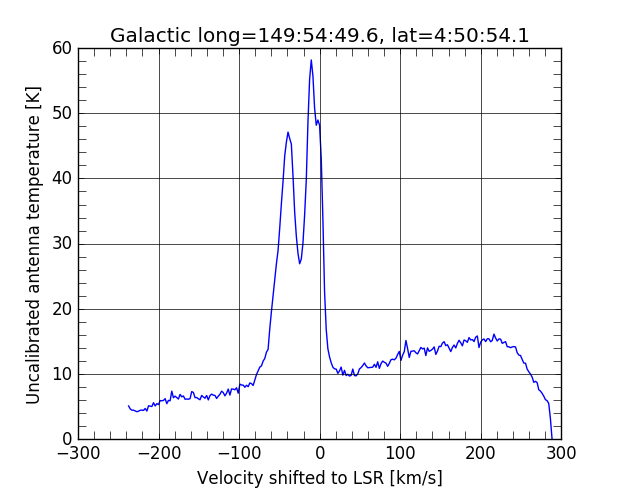 Galactic long=149:54:49.6, lat=4:50:54.1
60
50
40
30
20
10
0
Uncalibrated antenna temperature [K]
−300 −200 −100 0 100 200 300
Velocity shifted to LSR [km/s]